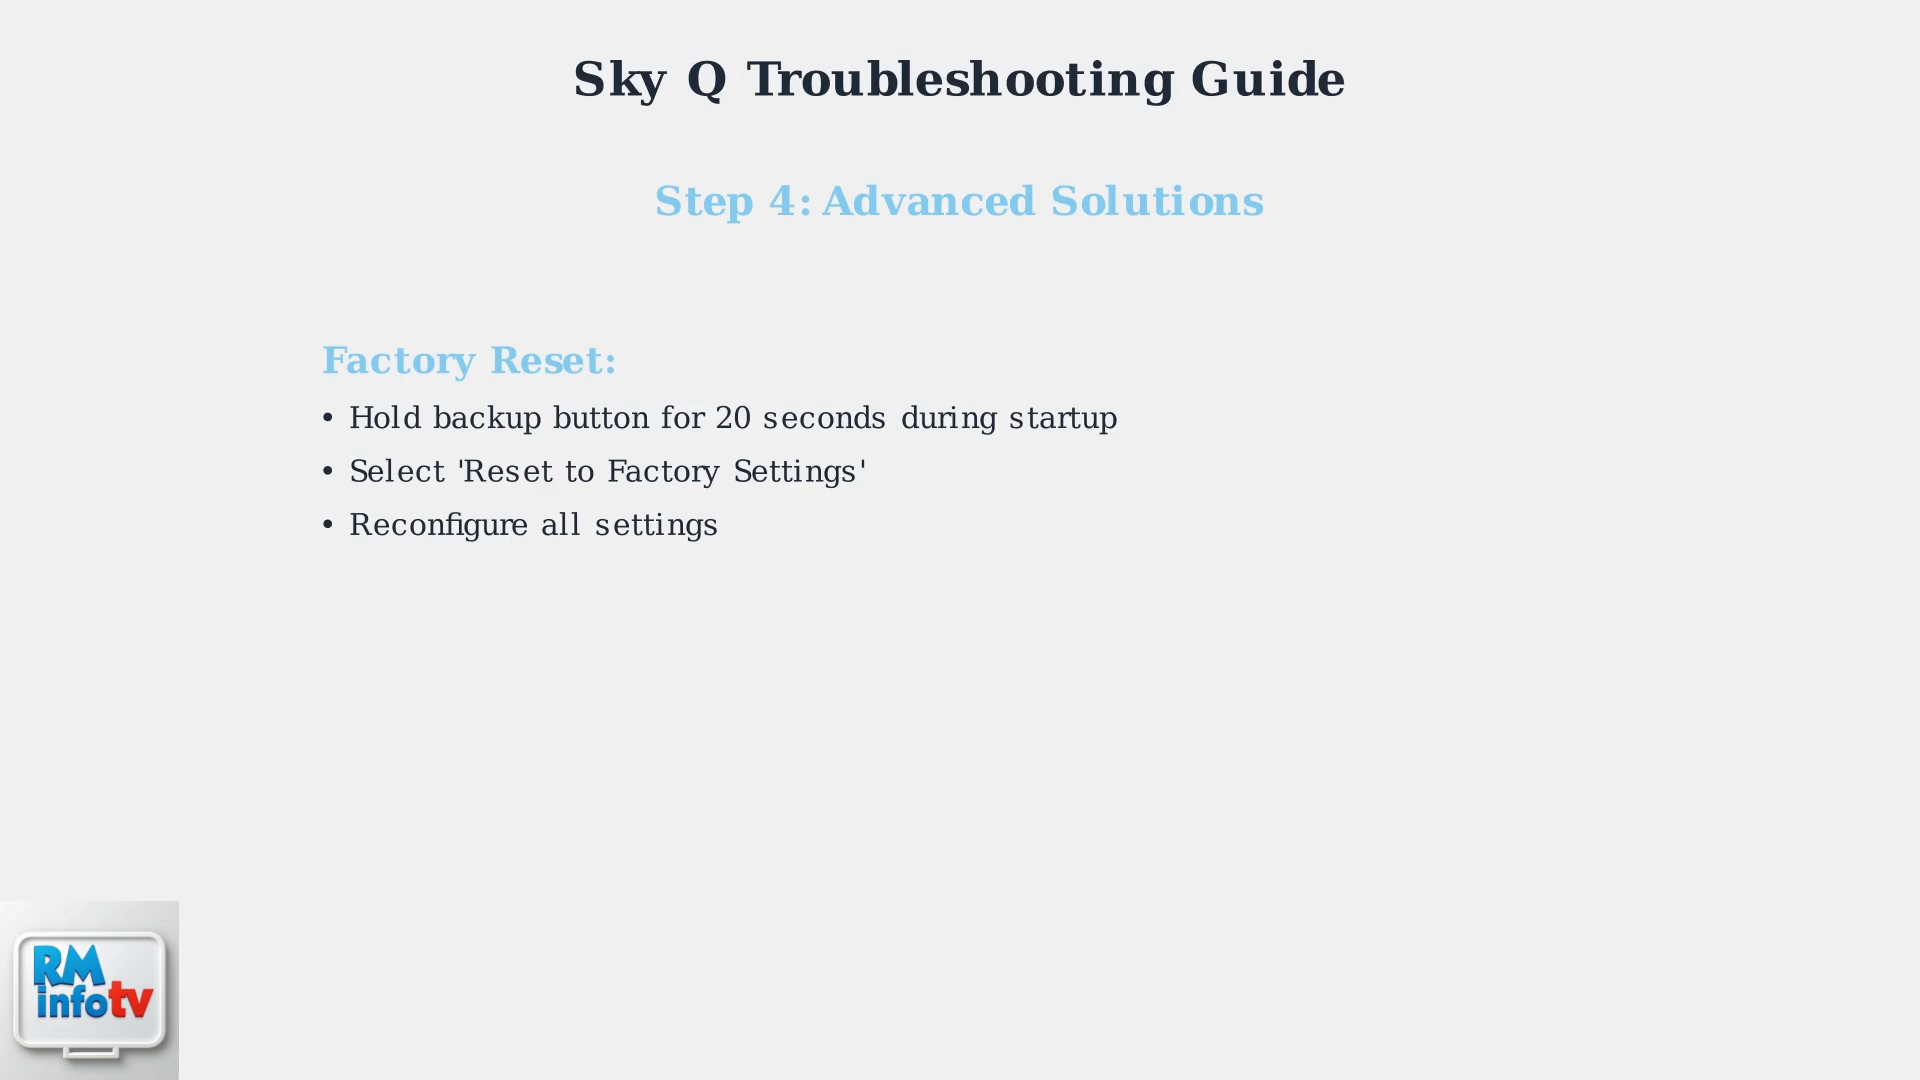 Sky Q Troubleshooting Guide
Step 4: Advanced Solutions
Factory Reset:
• Hold backup button for 20 seconds during startup
• Select 'Reset to Factory Settings'
• Reconfigure all settings
RM
infotv